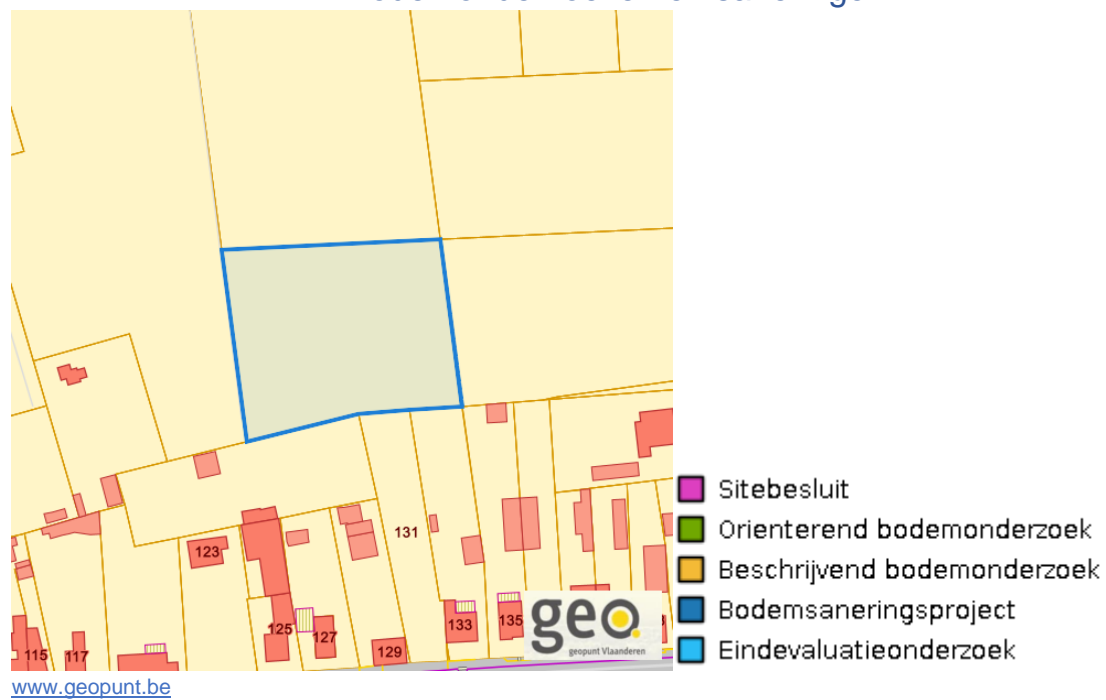 Sitebesluit
Orienterend bodemonderzoek
Beschrijvend bodemonderzoek
Bodemsaneringsproject
Eindevaluatieonderzoek
131
123
125
127
133
135
129
115
117
geo
geopunt Vlaanderen
www.geopunt.be